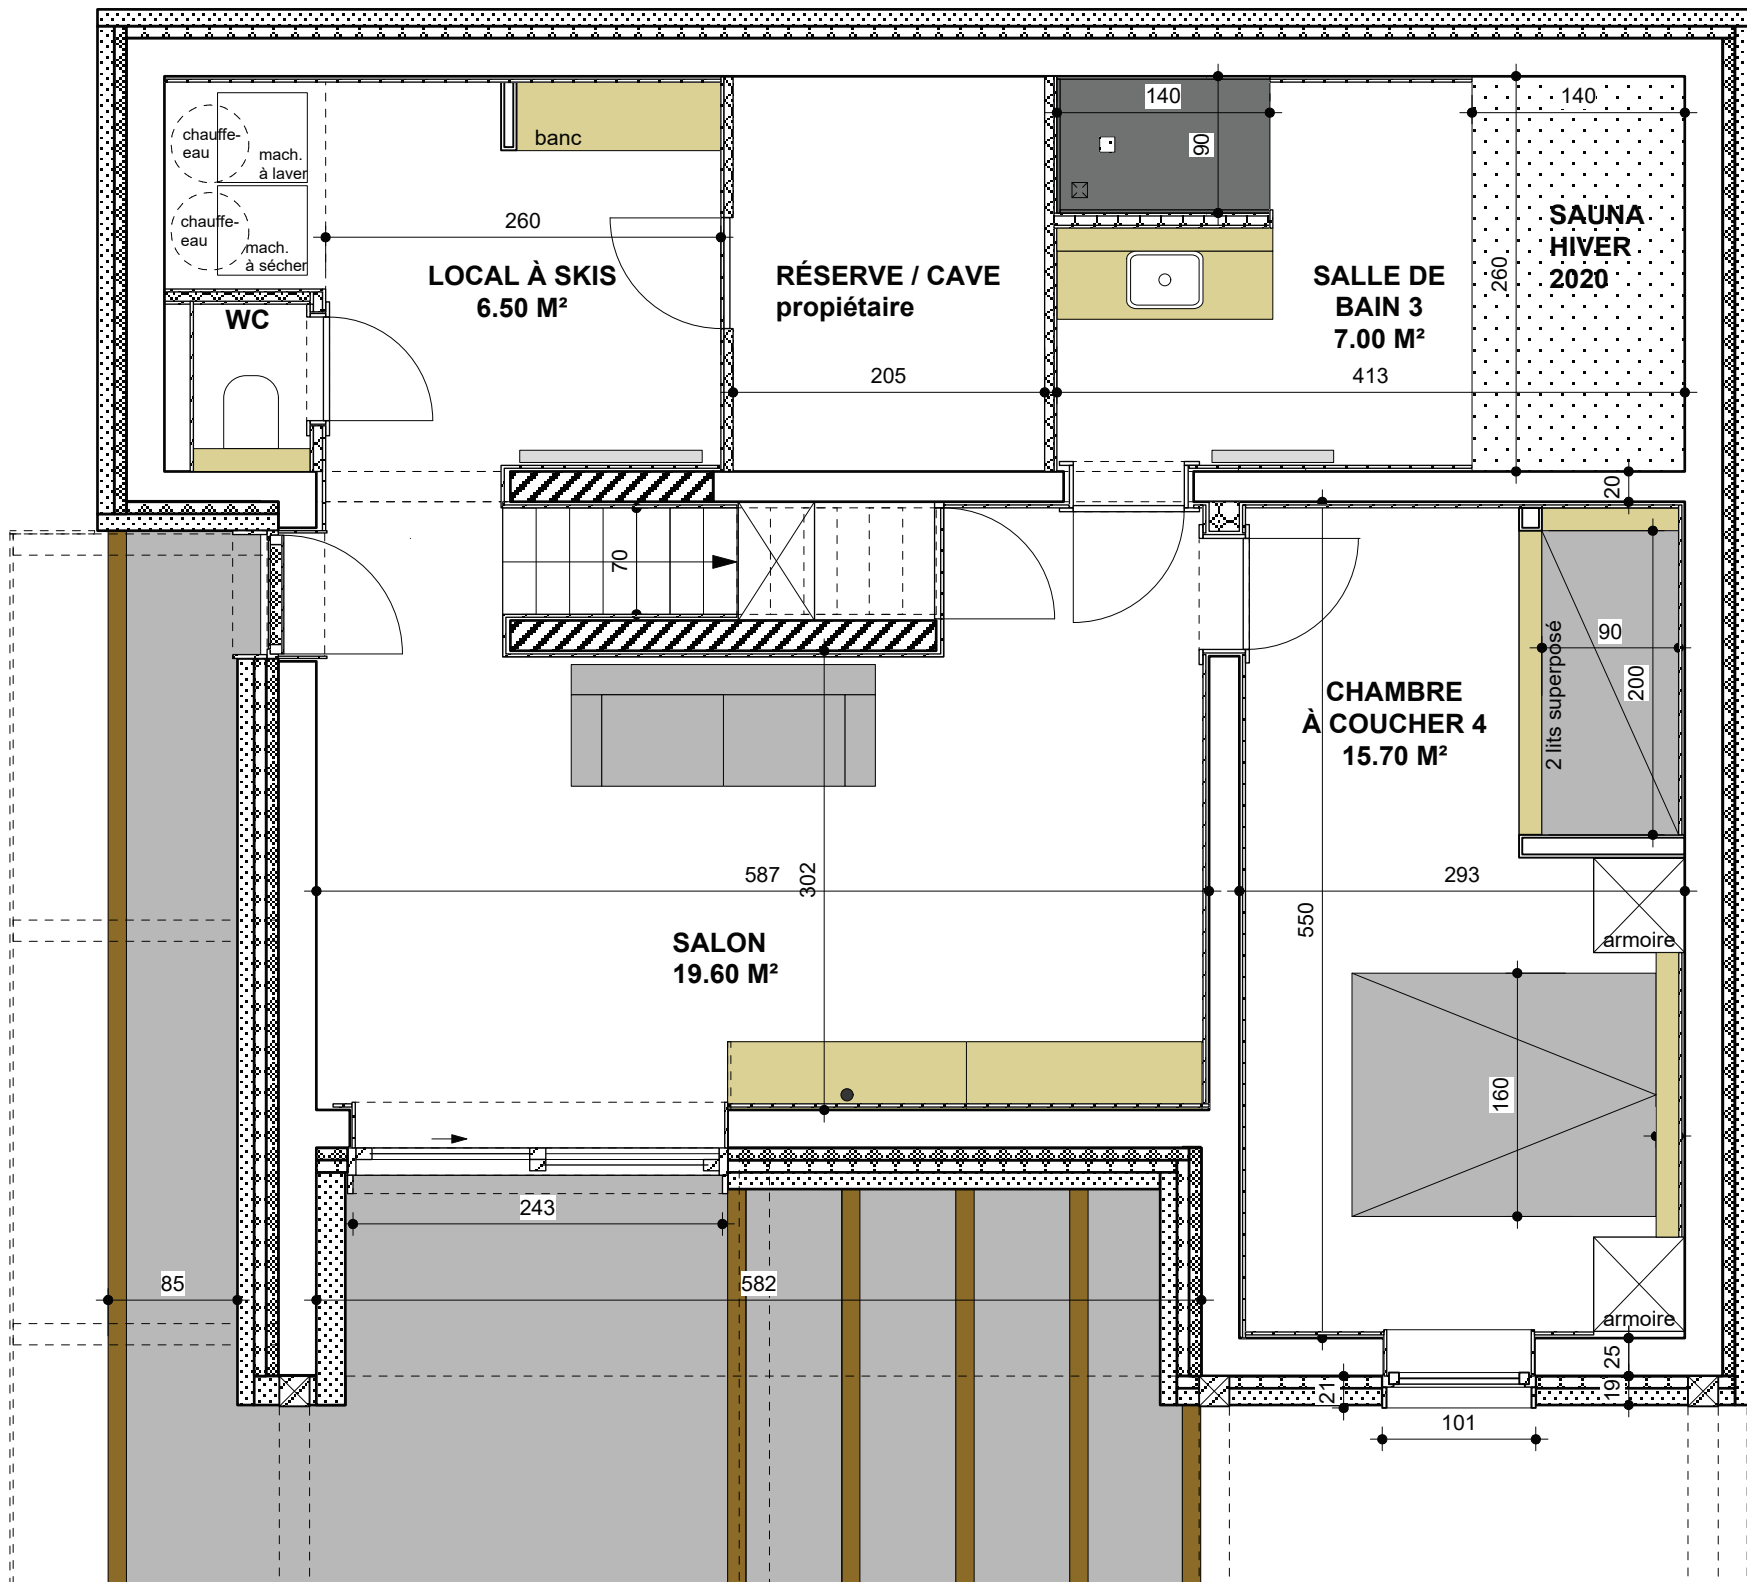 140
140
chauffe-
eau
mach.
à laver
banc
90
chauffe-
eau
mach.
à sécher
260
SAUNA
HIVER
2020
260
LOCAL À SKIS
6.50 M²
RÉSERVE / CAVE
propiétaire
SALLE DE
BAIN 3
7.00 M²
WC
205
413
20
70
90
200
2 lits superposé
CHAMBRE
À COUCHER 4
15.70 M²
587
302
293
550
armoire
SALON
19.60 M²
160
243
85
582
armoire
25
21
19
101